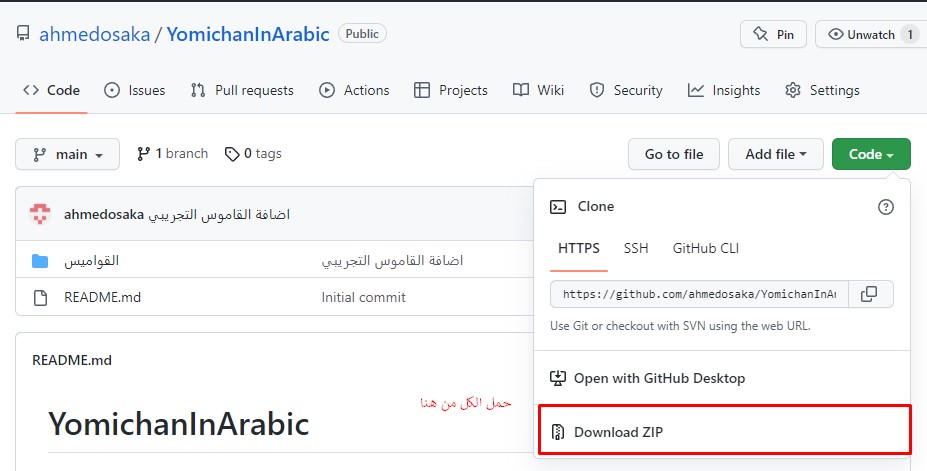 ahmedosaka / YomichanInArabic Public Pin Unwatch 1
Code Issues Pull requests Actions Projects Wiki Security Insights Settings
main 1 branch 0 tags Go to file Add file Code
ahmedosaka اضافة القاموس التجريبي
القواميس اضافة القاموس التجريبي
README.md Initial commit
README.md
YomichanInArabic
حمل الكل من هنا
Clone
HTTPS SSH GitHub CLI
https://github.com/ahmedosaka/YomichanInA
Use Git or checkout with SVN using the web URL.
Open with GitHub Desktop
Download ZIP